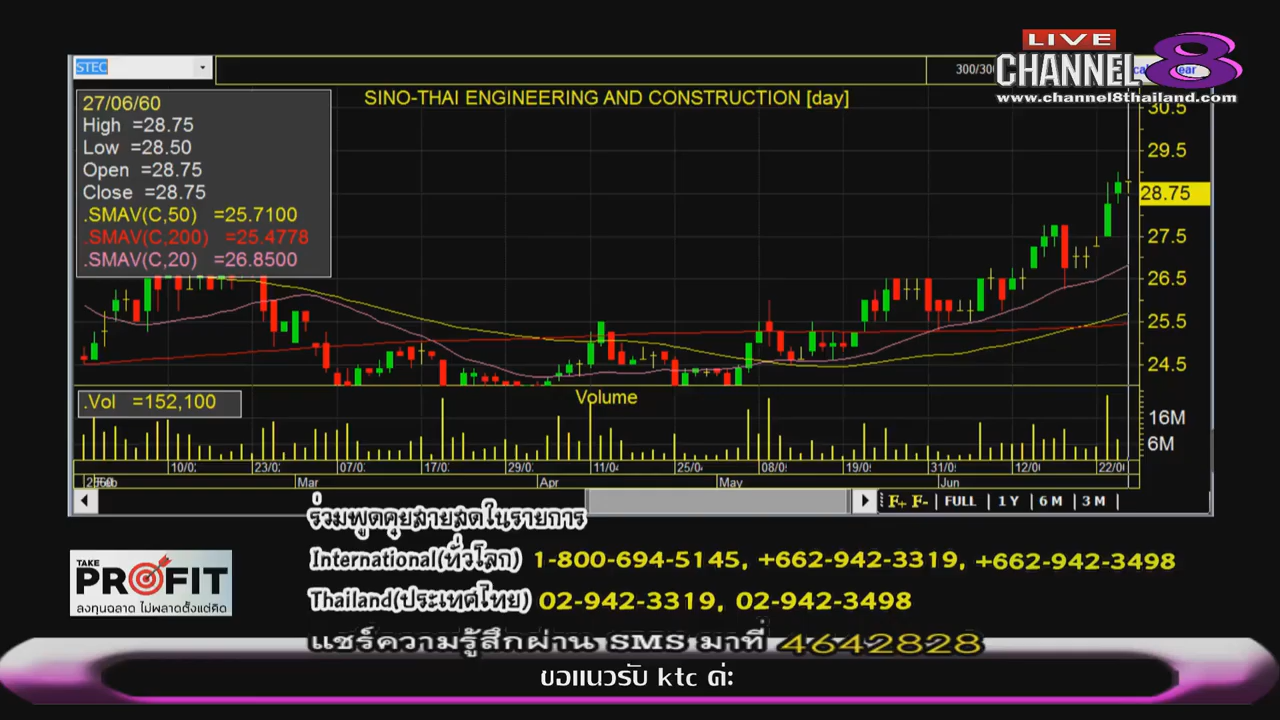 LIVE
CHANNEL 8
www.channel8thailand.com
STEC
300/300
SINO-THAI ENGINEERING AND CONSTRUCTION [day]
27/06/60
High =28.75
Low =28.50
Open =28.75
Close =28.75
.SMAV(C,50) =25.7100
.SMAV(C,200) =25.4778
.SMAV(C,20) =26.8500
30.5
29.5
28.75
27.5
26.5
25.5
24.5
.Vol =152,100
Volume
16M
6M
10/0 23/0 07/0 17/0 29/0 11/0 25/0 08/0 19/0 31/0 12/0 22/0
Mar Apr May Jun
F+ F- | FULL | 1 Y | 6 M | 3 M |
ร่วมพูดคุยสายสดในรายการ
International(ทั่วโลก) 1-800-694-5145, +662-942-3319, +662-942-3498
Thailand(ประเทศไทย) 02-942-3319, 02-942-3498
แชร์ความรู้สึกผ่าน SMS มาที่ 4642828
TAKE
PROFIT
ลงทุนฉลาด ไม่พลาดตั้งแต่คิด
ขอแนวรับ ktc ค่ะ